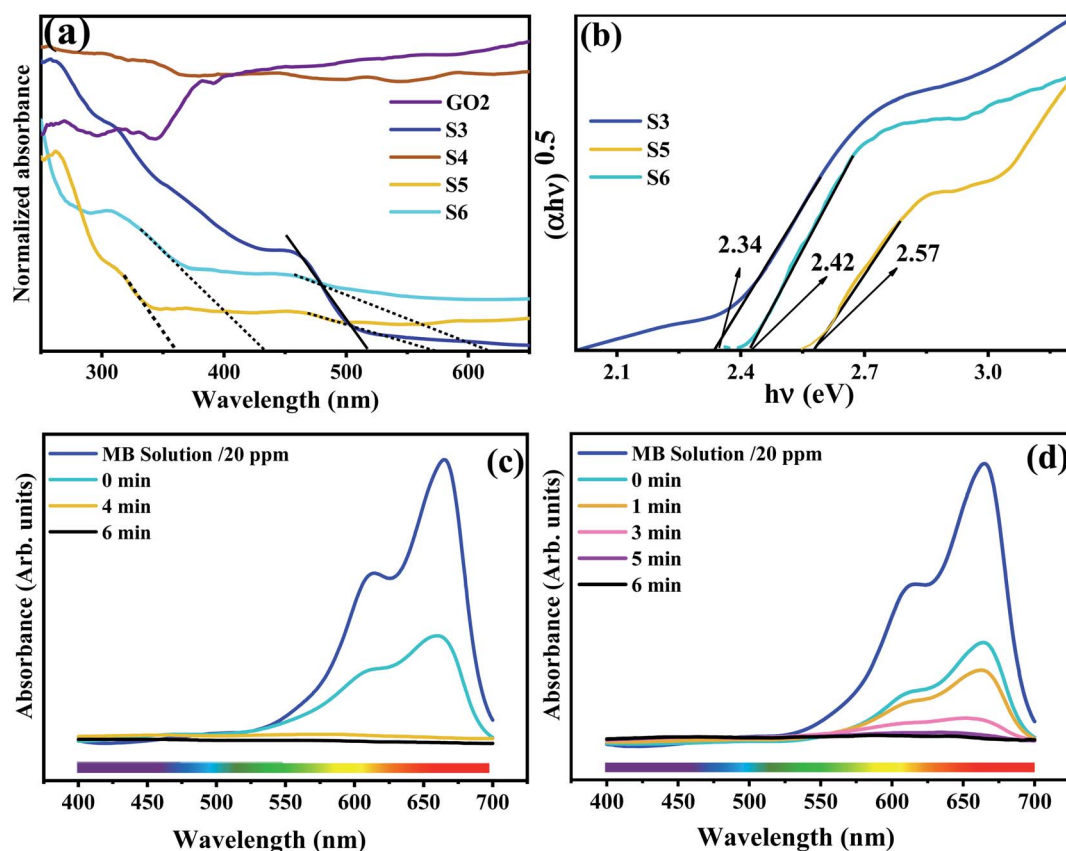 (a)
GO2
S3
S4
S5
S6
Normalized absorbance
300 400 500 600
Wavelength (nm)
(b)
S3
S5
S6
2.34
2.42
2.57
(αhν)^0.5
2.1 2.4 2.7 3.0
hν (eV)
(c)
MB Solution /20 ppm
0 min
4 min
6 min
Absorbance (Arb. units)
400 450 500 550 600 650 700
Wavelength (nm)
(d)
MB Solution /20 ppm
0 min
1 min
3 min
5 min
6 min
Absorbance (Arb. units)
400 450 500 550 600 650 700
Wavelength (nm)